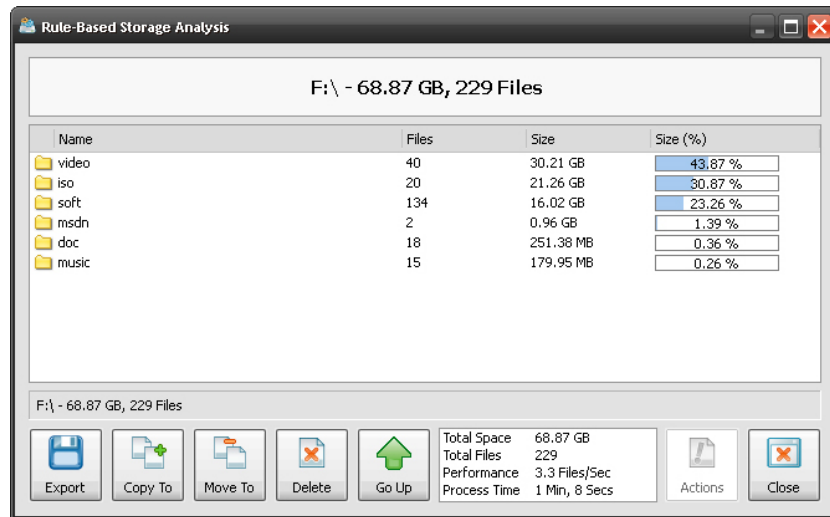 Rule-Based Storage Analysis
F:\ - 68.87 GB, 229 Files
Name Files Size Size (%)
video 40 30.21 GB 43.87 %
iso 20 21.26 GB 30.87 %
soft 134 16.02 GB 23.26 %
msdn 2 0.96 GB 1.39 %
doc 18 251.38 MB 0.36 %
music 15 179.95 MB 0.26 %
F:\ - 68.87 GB, 229 Files
Total Space 68.87 GB
Total Files 229
Performance 3.3 Files/Sec
Process Time 1 Min, 8 Secs
Export Copy To Move To Delete Go Up Actions Close